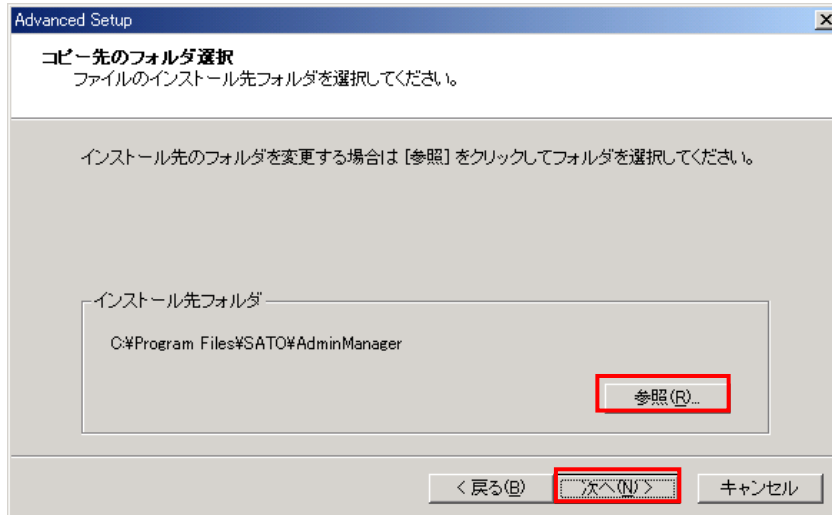 Advanced Setup
コピー先のフォルダ選択
ファイルのインストール先フォルダを選択してください。
インストール先のフォルダを変更する場合は [参照] をクリックしてフォルダを選択してください。
インストール先フォルダ
C:¥Program Files¥SATO¥AdminManager
参照(R)...
< 戻る(B)
次へ(N) >
キャンセル